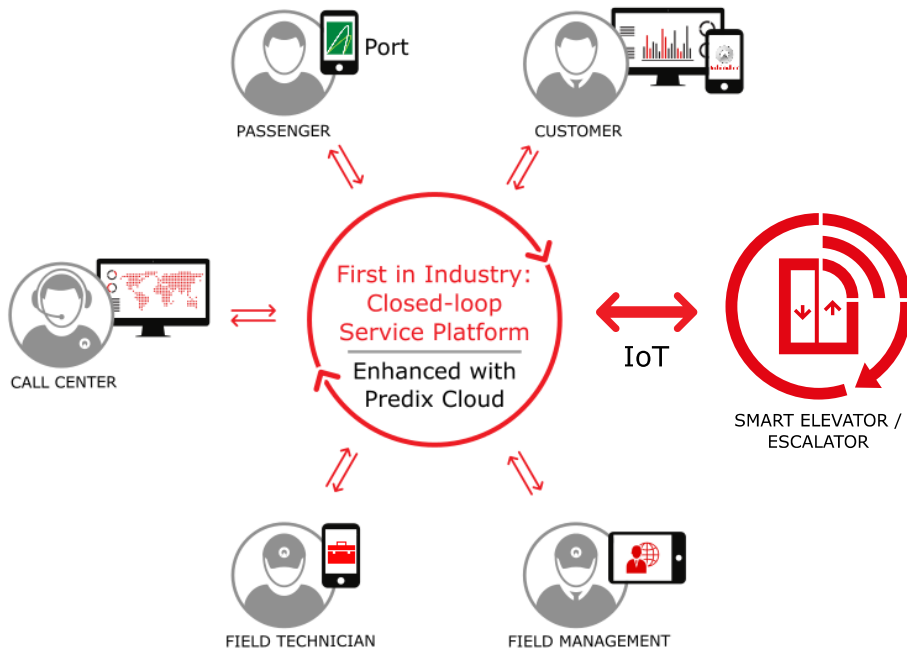 Port
PASSENGER
CUSTOMER
First in Industry:
Closed-loop
Service Platform
Enhanced with
Predix Cloud
IoT
CALL CENTER
SMART ELEVATOR /
ESCALATOR
FIELD TECHNICIAN
FIELD MANAGEMENT